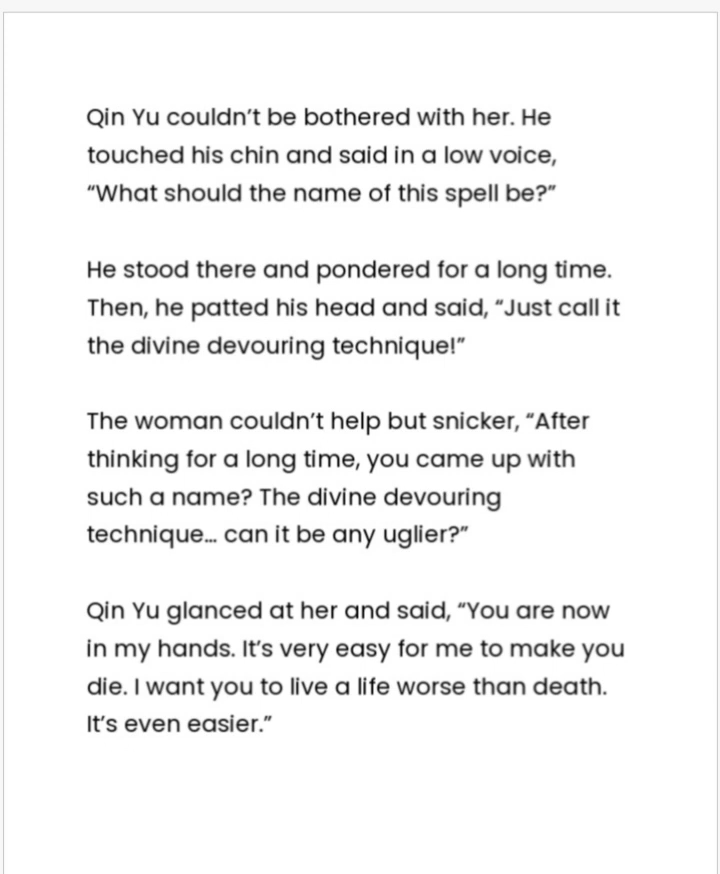 Qin Yu couldn’t be bothered with her. He
touched his chin and said in a low voice,
“What should the name of this spell be?”
He stood there and pondered for a long time.
Then, he patted his head and said, “Just call it
the divine devouring technique!”
The woman couldn’t help but snicker, “After
thinking for a long time, you came up with
such a name? The divine devouring
technique… can it be any uglier?”
Qin Yu glanced at her and said, “You are now
in my hands. It’s very easy for me to make you
die. I want you to live a life worse than death.
It’s even easier.”